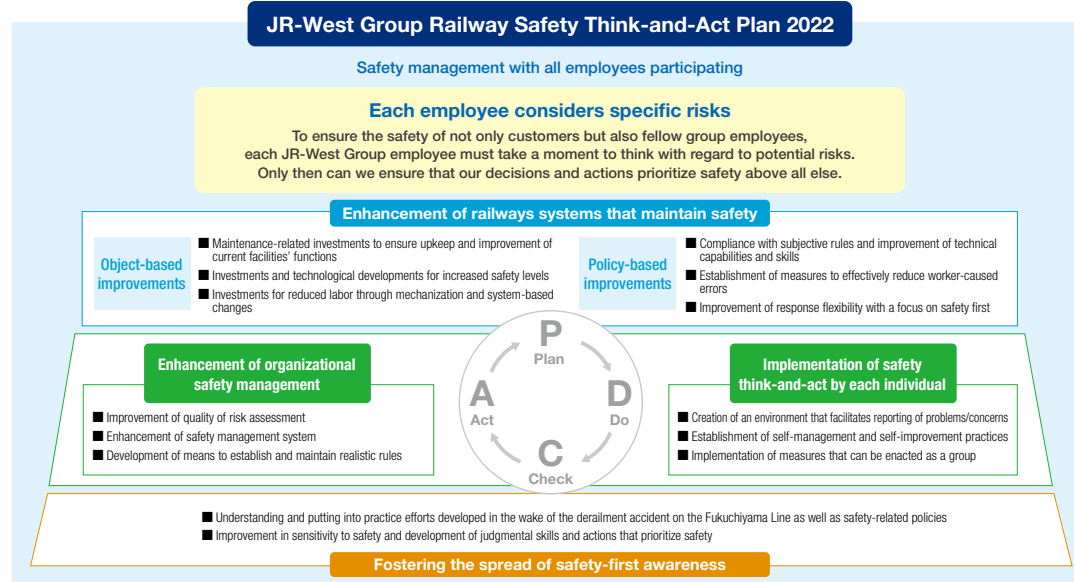 JR-West Group Railway Safety Think-and-Act Plan 2022
Safety management with all employees participating
Each employee considers specific risks
To ensure the safety of not only customers but also fellow group employees,
each JR-West Group employee must take a moment to think with regard to potential risks.
Only then can we ensure that our decisions and actions prioritize safety above all else.
Enhancement of railways systems that maintain safety
Object-based
improvements
■ Maintenance-related investments to ensure upkeep and improvement of
current facilities' functions
■ Investments and technological developments for increased safety levels
■ Investments for reduced labor through mechanization and system-based
changes
Policy-based
improvements
■ Compliance with subjective rules and improvement of technical
capabilities and skills
■ Establishment of measures to effectively reduce worker-caused
errors
■ Improvement of response flexibility with a focus on safety first
Enhancement of organizational
safety management
■ Improvement of quality of risk assessment
■ Enhancement of safety management system
■ Development of means to establish and maintain realistic rules
P
Plan
D
Do
C
Check
A
Act
Implementation of safety
think-and-act by each individual
■ Creation of an environment that facilitates reporting of problems/concerns
■ Establishment of self-management and self-improvement practices
■ Implementation of measures that can be enacted as a group
■ Understanding and putting into practice efforts developed in the wake of the derailment accident on the Fukuchiyama Line as well as safety-related policies
■ Improvement in sensitivity to safety and development of judgmental skills and actions that prioritize safety
Fostering the spread of safety-first awareness